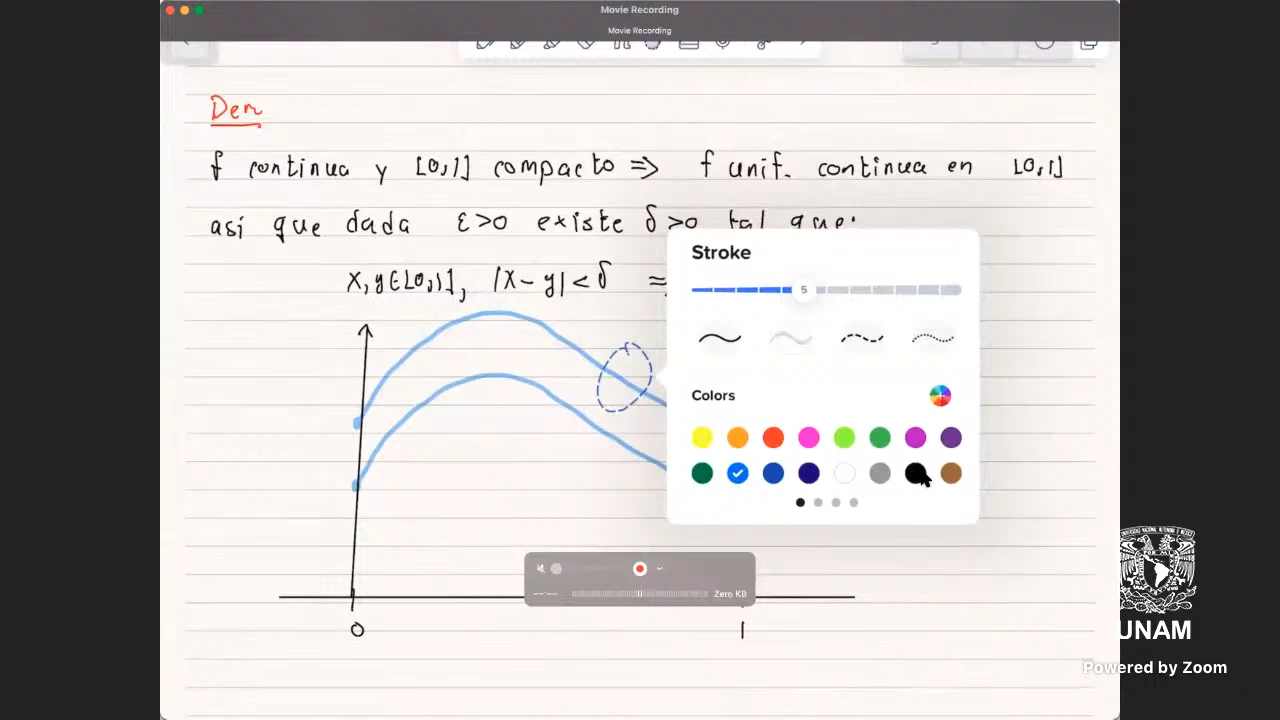 Movie Recording
Movie Recording
Dem
f continua y [0,1] compacto ⇒ f unif. continua en [0,1]
así que dada ε>0 existe δ>0 tal que:
x,y∈[0,1], |x-y|<δ
Stroke
5
Colors
--:--
Zero KB
0
1
UNAM
Powered by Zoom